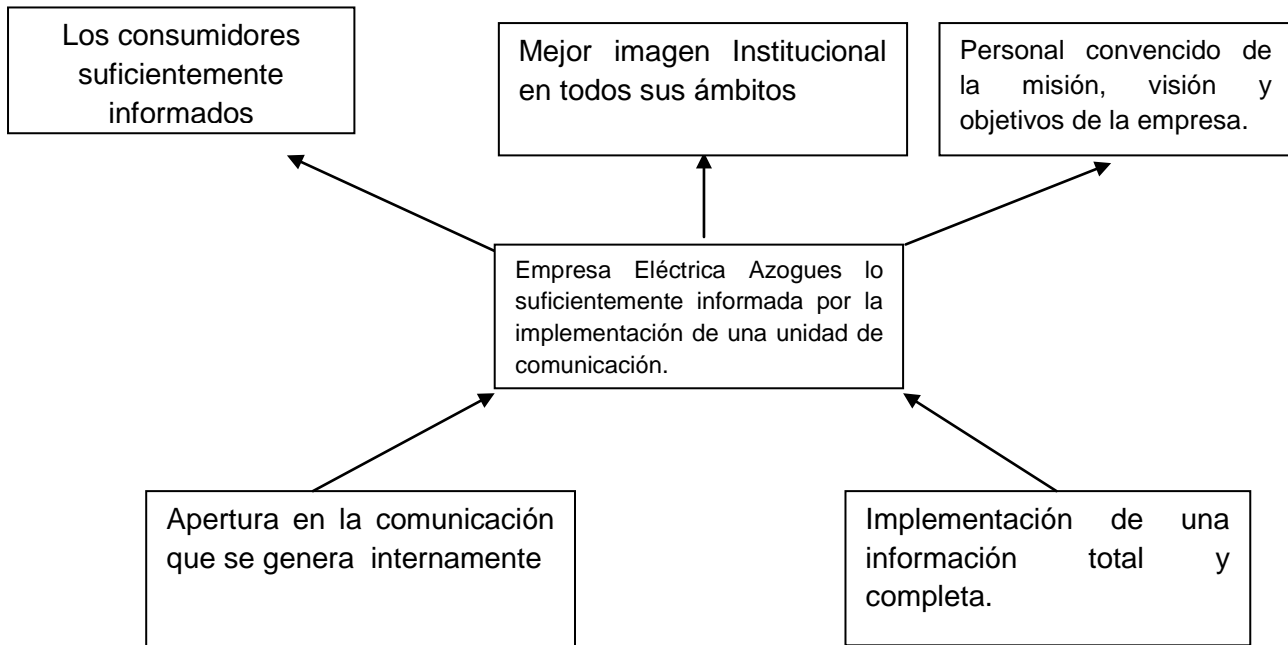 Los consumidores
suficientemente
informados
Mejor imagen Institucional
en todos sus ámbitos
Personal convencido de
la misión, visión y
objetivos de la empresa.
Empresa Eléctrica Azogues lo
suficientemente informada por la
implementación de una unidad de
comunicación.
Apertura en la comunicación
que se genera internamente
Implementación de una
información total y
completa.